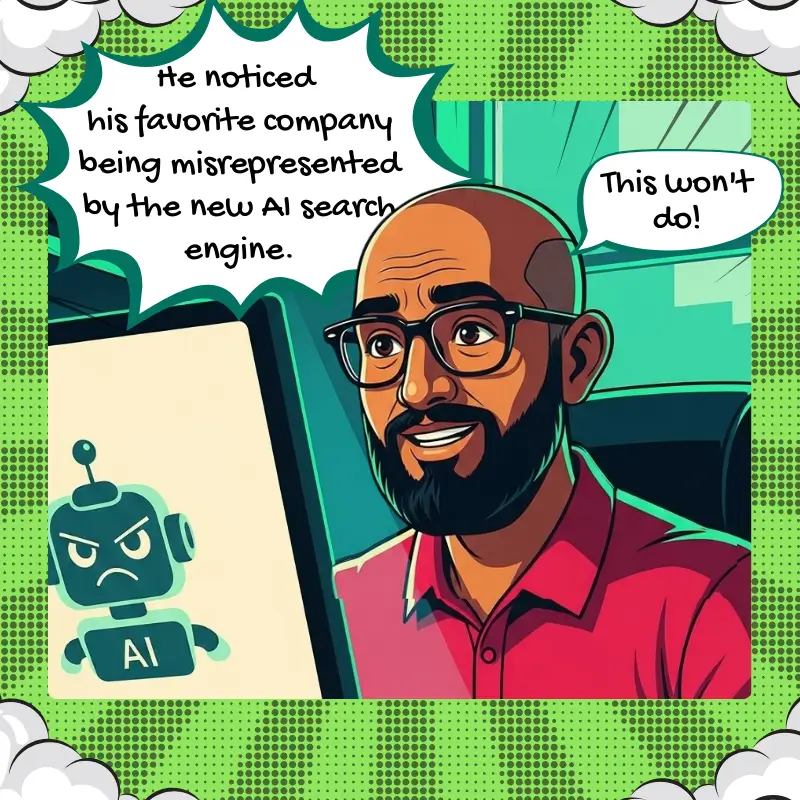 He noticed
his favorite company
being misrepresented
by the new AI search
engine.
This won't
do!
AI